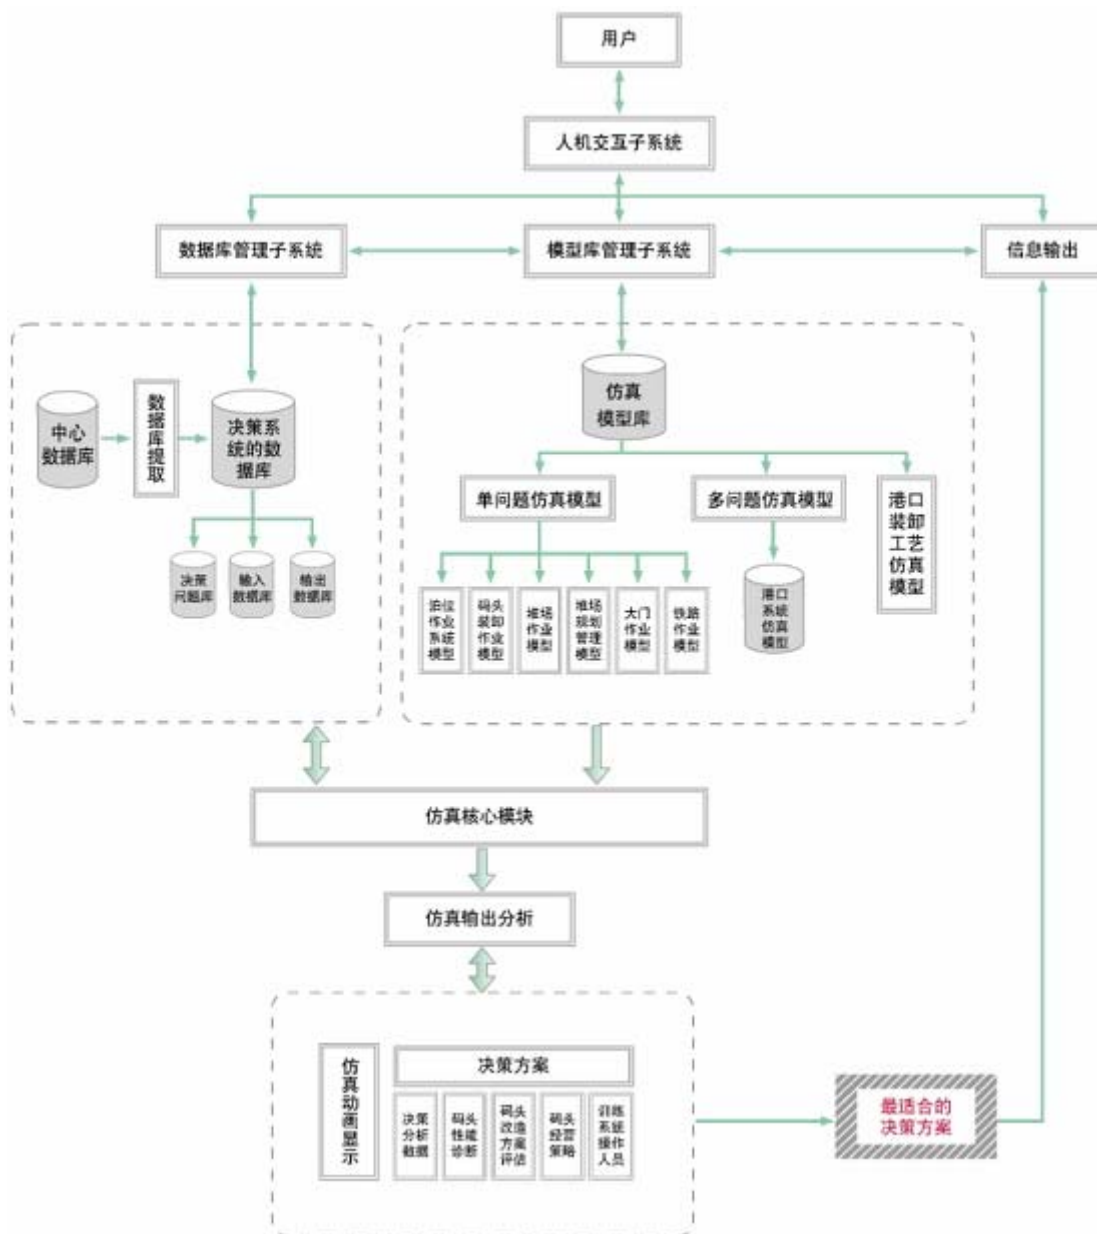 用户
人机交互子系统
数据库管理子系统
模型库管理子系统
信息输出
中心
数据库
数据库提取
决策系
统的数
据库
决策
问题库
输入
数据库
输出
数据库
仿真
模型库
单问题仿真模型
多问题仿真模型
港口
装卸
工艺
仿真
模型
泊位
作业
系统
模型
码头
装卸
作业
模型
堆场
作业
模型
堆场
规划
管理
模型
大门
作业
模型
铁路
作业
模型
港口
系统
仿真
模型
仿真核心模块
仿真输出分析
仿真动画显示
决策方案
决策
分析
数据
码头
性能
诊断
码头
改造
方案
评估
码头
经营
策略
训练
系统
操作
人员
最适合的
决策方案